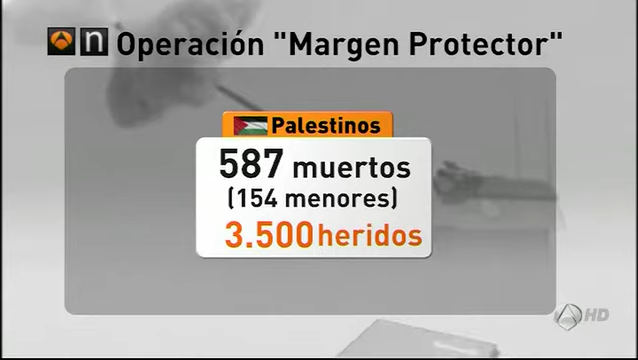 n Operación "Margen Protector"
Palestinos
587 muertos
(154 menores)
3.500 heridos
HD